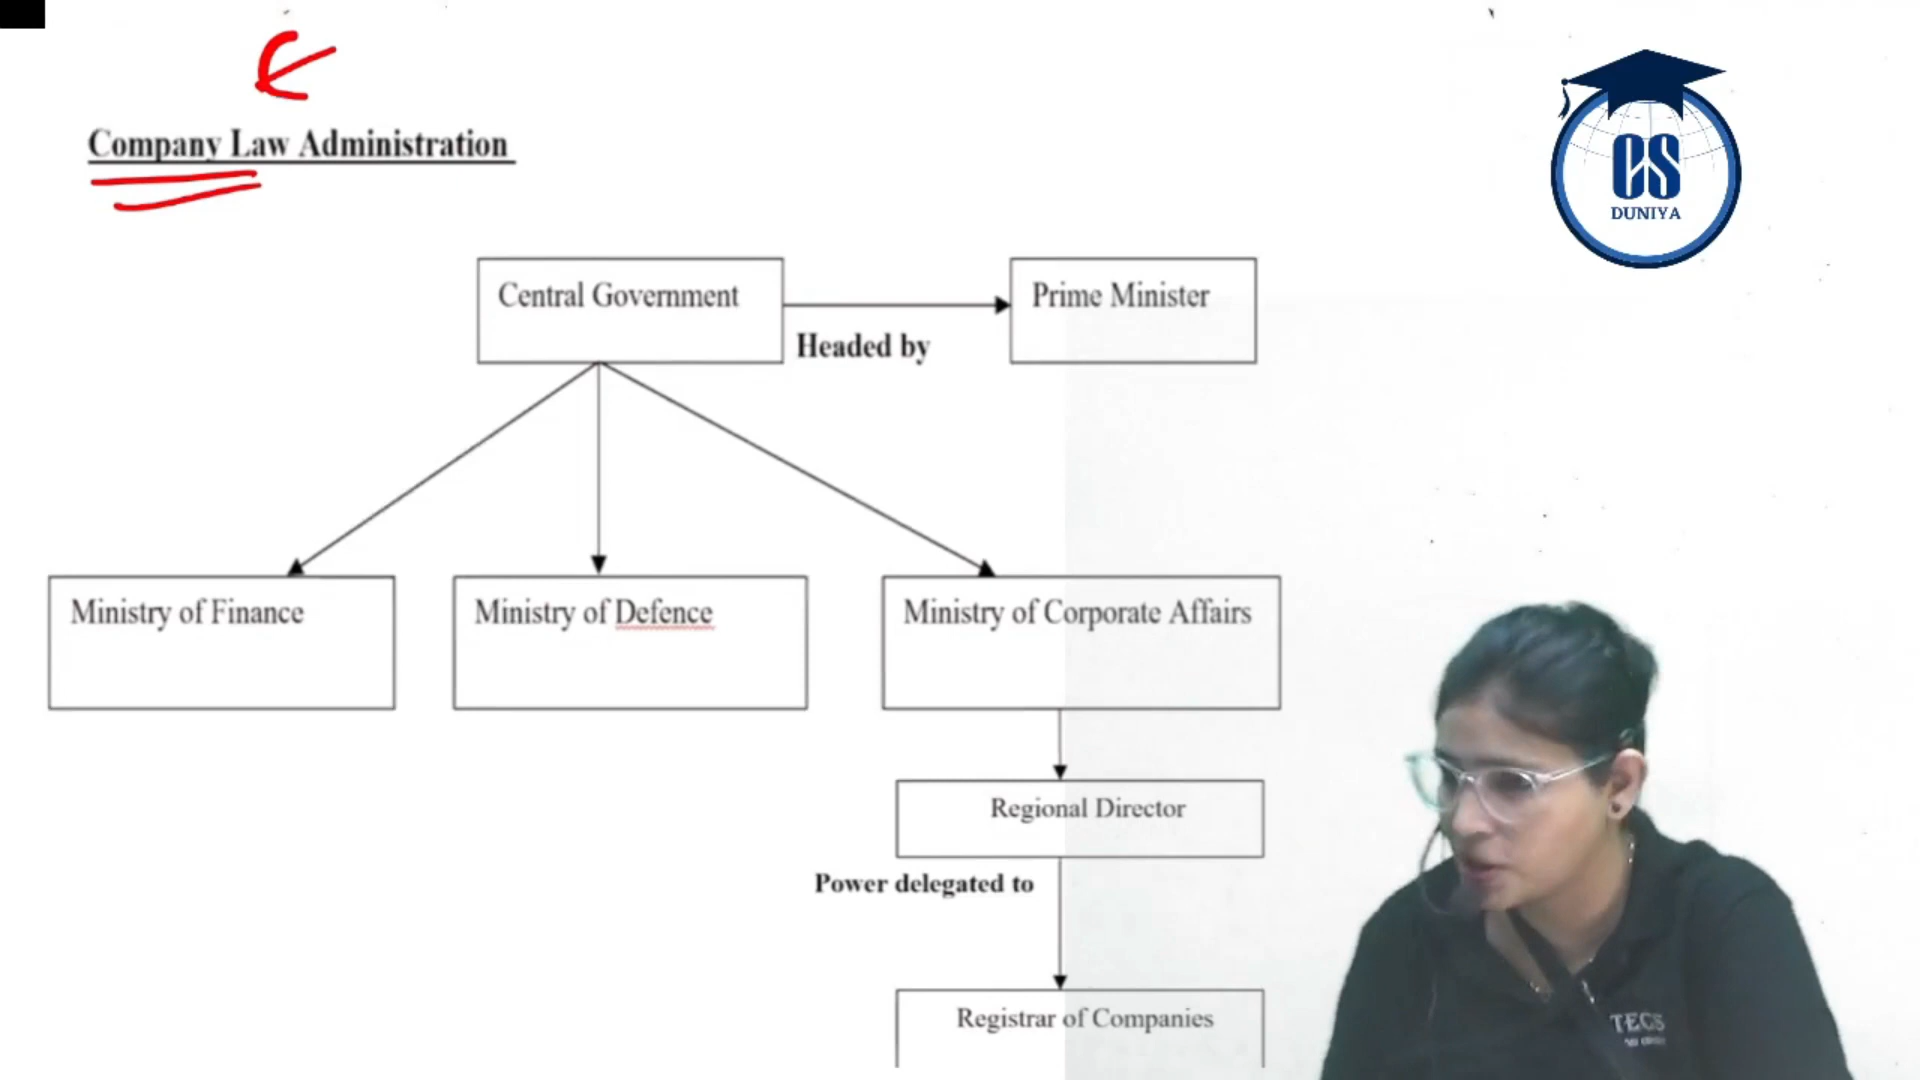 Company Law Administration
CS
DUNIYA
Central Government
Prime Minister
Headed by
Ministry of Finance
Ministry of Defence
Ministry of Corporate Affairs
Regional Director
Power delegated to
Registrar of Companies
TECS